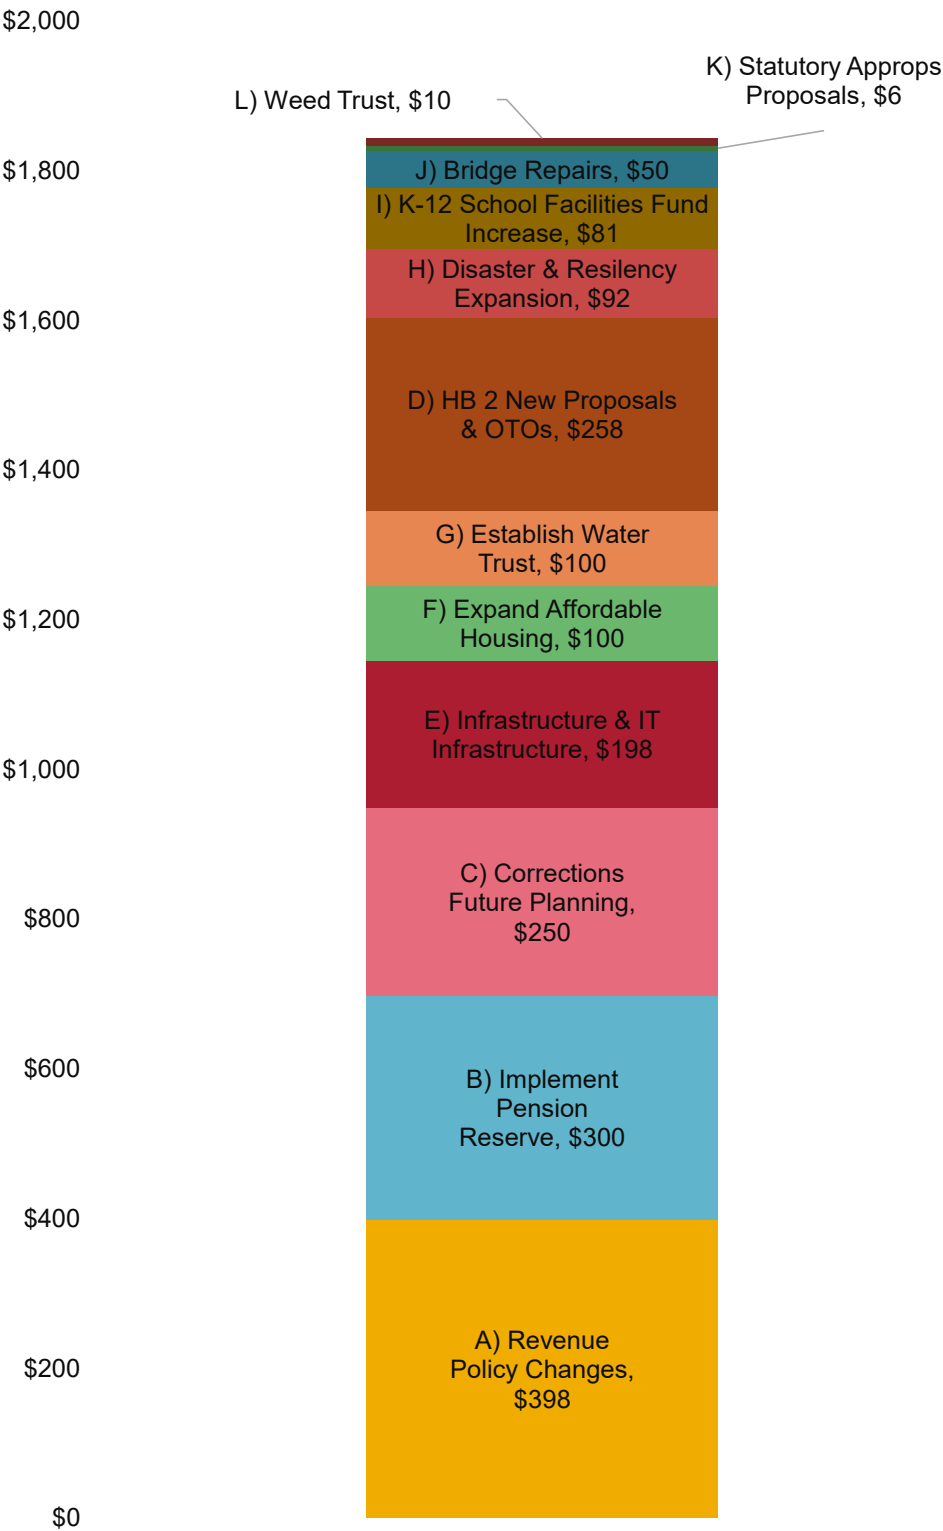 $2,000
K) Statutory Approps
Proposals, $6
L) Weed Trust, $10
$1,800
J) Bridge Repairs, $50
I) K-12 School Facilities Fund
Increase, $81
H) Disaster & Resilency
Expansion, $92
$1,600
D) HB 2 New Proposals
& OTOs, $258
$1,400
G) Establish Water
Trust, $100
$1,200
F) Expand Affordable
Housing, $100
E) Infrastructure & IT
Infrastructure, $198
$1,000
C) Corrections
Future Planning,
$250
$800
$600
B) Implement
Pension
Reserve, $300
$400
A) Revenue
Policy Changes,
$398
$200
$0